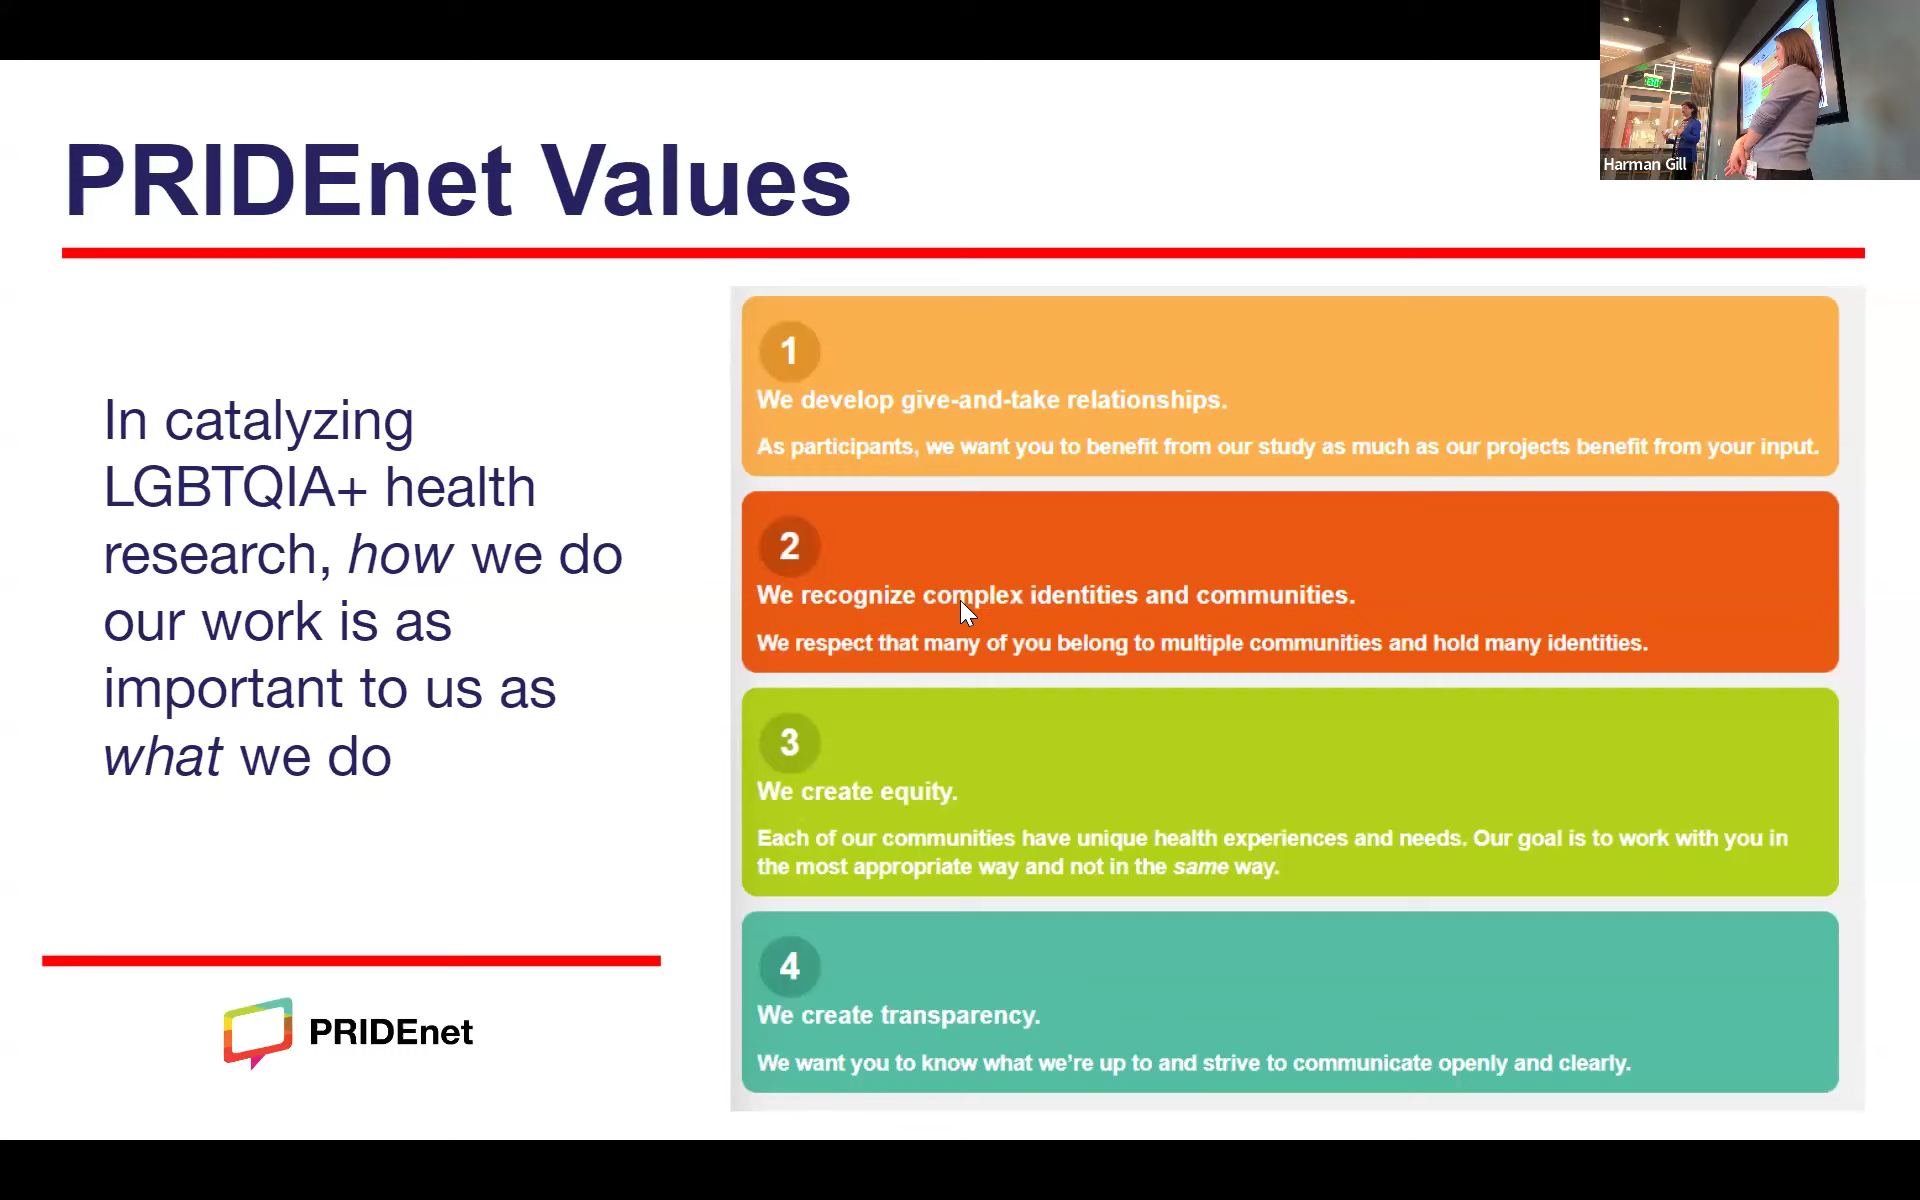 PRIDEnet Values
EXIT
Harman Gill
In catalyzing
LGBTQIA+ health
research, how we do
our work is as
important to us as
what we do
PRIDEnet
1
We develop give-and-take relationships.
As participants, we want you to benefit from our study as much as our projects benefit from your input.
2
We recognize complex identities and communities.
We respect that many of you belong to multiple communities and hold many identities.
3
We create equity.
Each of our communities have unique health experiences and needs. Our goal is to work with you in
the most appropriate way and not in the same way.
4
We create transparency.
We want you to know what we’re up to and strive to communicate openly and clearly.